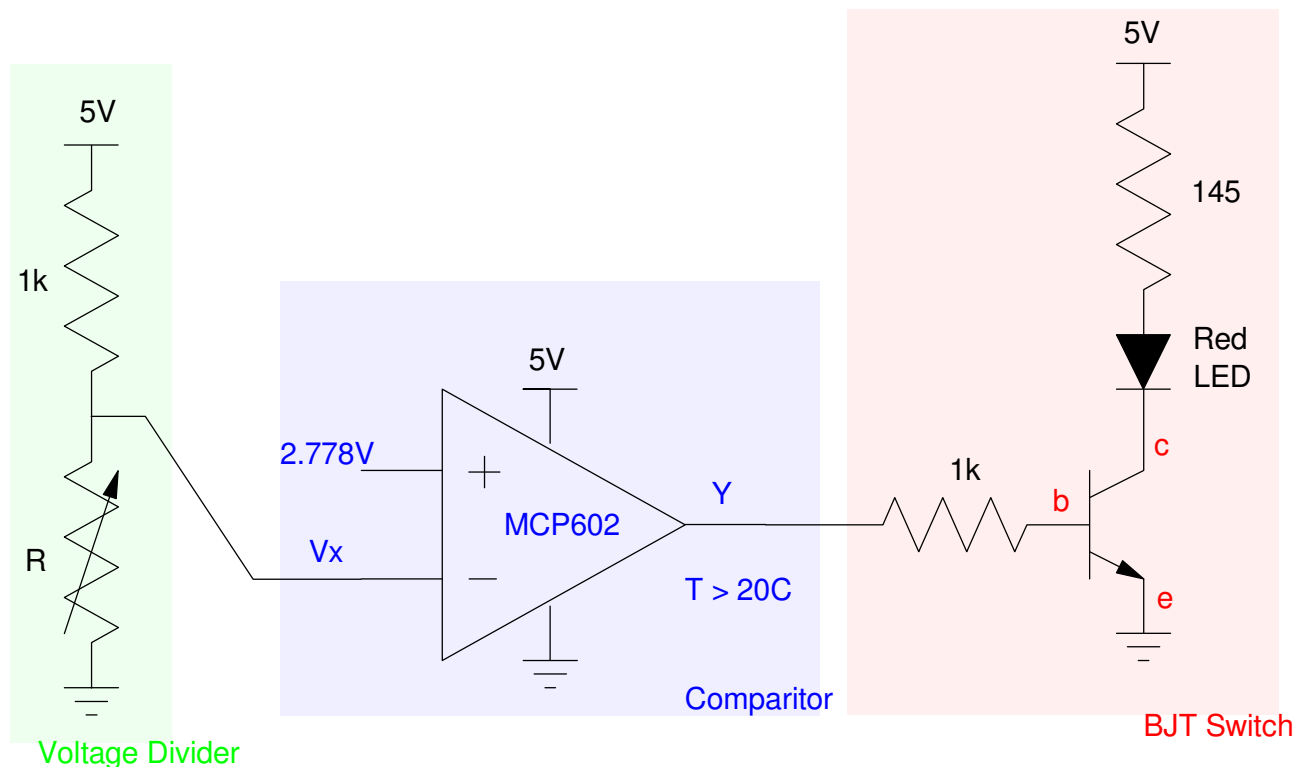 5V
1k
R
Voltage Divider
5V
2.778V
+
MCP602
Vx
−
Y
T > 20C
Comparitor
5V
145
Red
LED
c
1k
b
e
BJT Switch